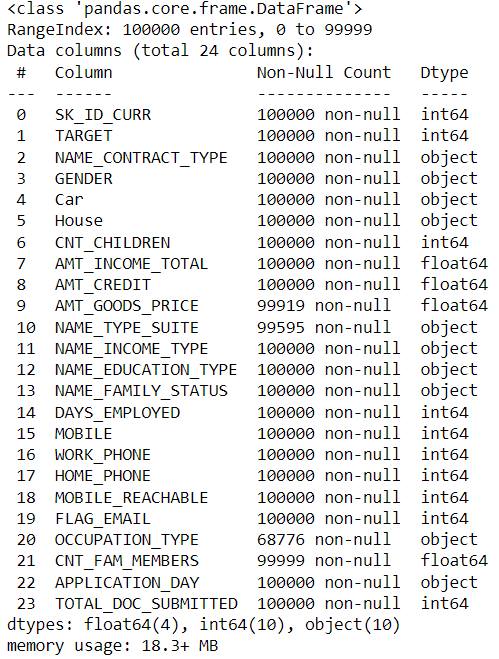 <class 'pandas.core.frame.DataFrame'>
RangeIndex: 100000 entries, 0 to 99999
Data columns (total 24 columns):
 #   Column               Non-Null Count   Dtype
---  ------               --------------   -----
 0   SK_ID_CURR           100000 non-null  int64
 1   TARGET               100000 non-null  int64
 2   NAME_CONTRACT_TYPE   100000 non-null  object
 3   GENDER               100000 non-null  object
 4   Car                  100000 non-null  object
 5   House                100000 non-null  object
 6   CNT_CHILDREN         100000 non-null  int64
 7   AMT_INCOME_TOTAL     100000 non-null  float64
 8   AMT_CREDIT           100000 non-null  float64
 9   AMT_GOODS_PRICE      99919 non-null   float64
 10  NAME_TYPE_SUITE      99595 non-null   object
 11  NAME_INCOME_TYPE     100000 non-null  object
 12  NAME_EDUCATION_TYPE  100000 non-null  object
 13  NAME_FAMILY_STATUS   100000 non-null  object
 14  DAYS_EMPLOYED        100000 non-null  int64
 15  MOBILE               100000 non-null  int64
 16  WORK_PHONE           100000 non-null  int64
 17  HOME_PHONE           100000 non-null  int64
 18  MOBILE_REACHABLE     100000 non-null  int64
 19  FLAG_EMAIL           100000 non-null  int64
 20  OCCUPATION_TYPE      68776 non-null   object
 21  CNT_FAM_MEMBERS      99999 non-null   float64
 22  APPLICATION_DAY      100000 non-null  object
 23  TOTAL_DOC_SUBMITTED  100000 non-null  int64
dtypes: float64(4), int64(10), object(10)
memory usage: 18.3+ MB